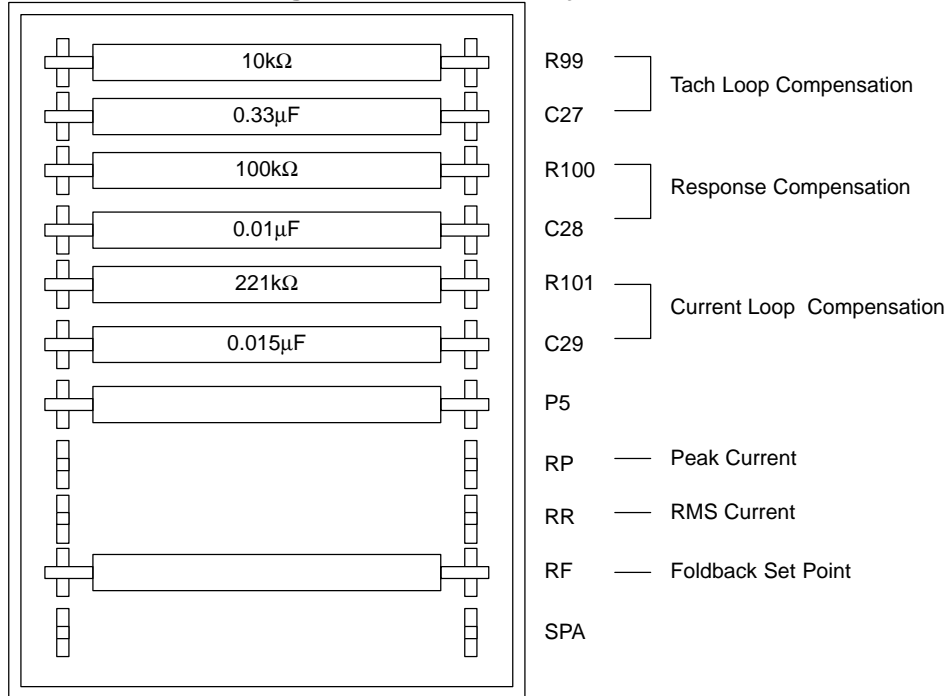 10kΩ R99
Tach Loop Compensation
0.33μF C27
100kΩ R100
Response Compensation
0.01μF C28
221kΩ R101
Current Loop Compensation
0.015μF C29
P5
RP Peak Current
RR RMS Current
RF Foldback Set Point
SPA